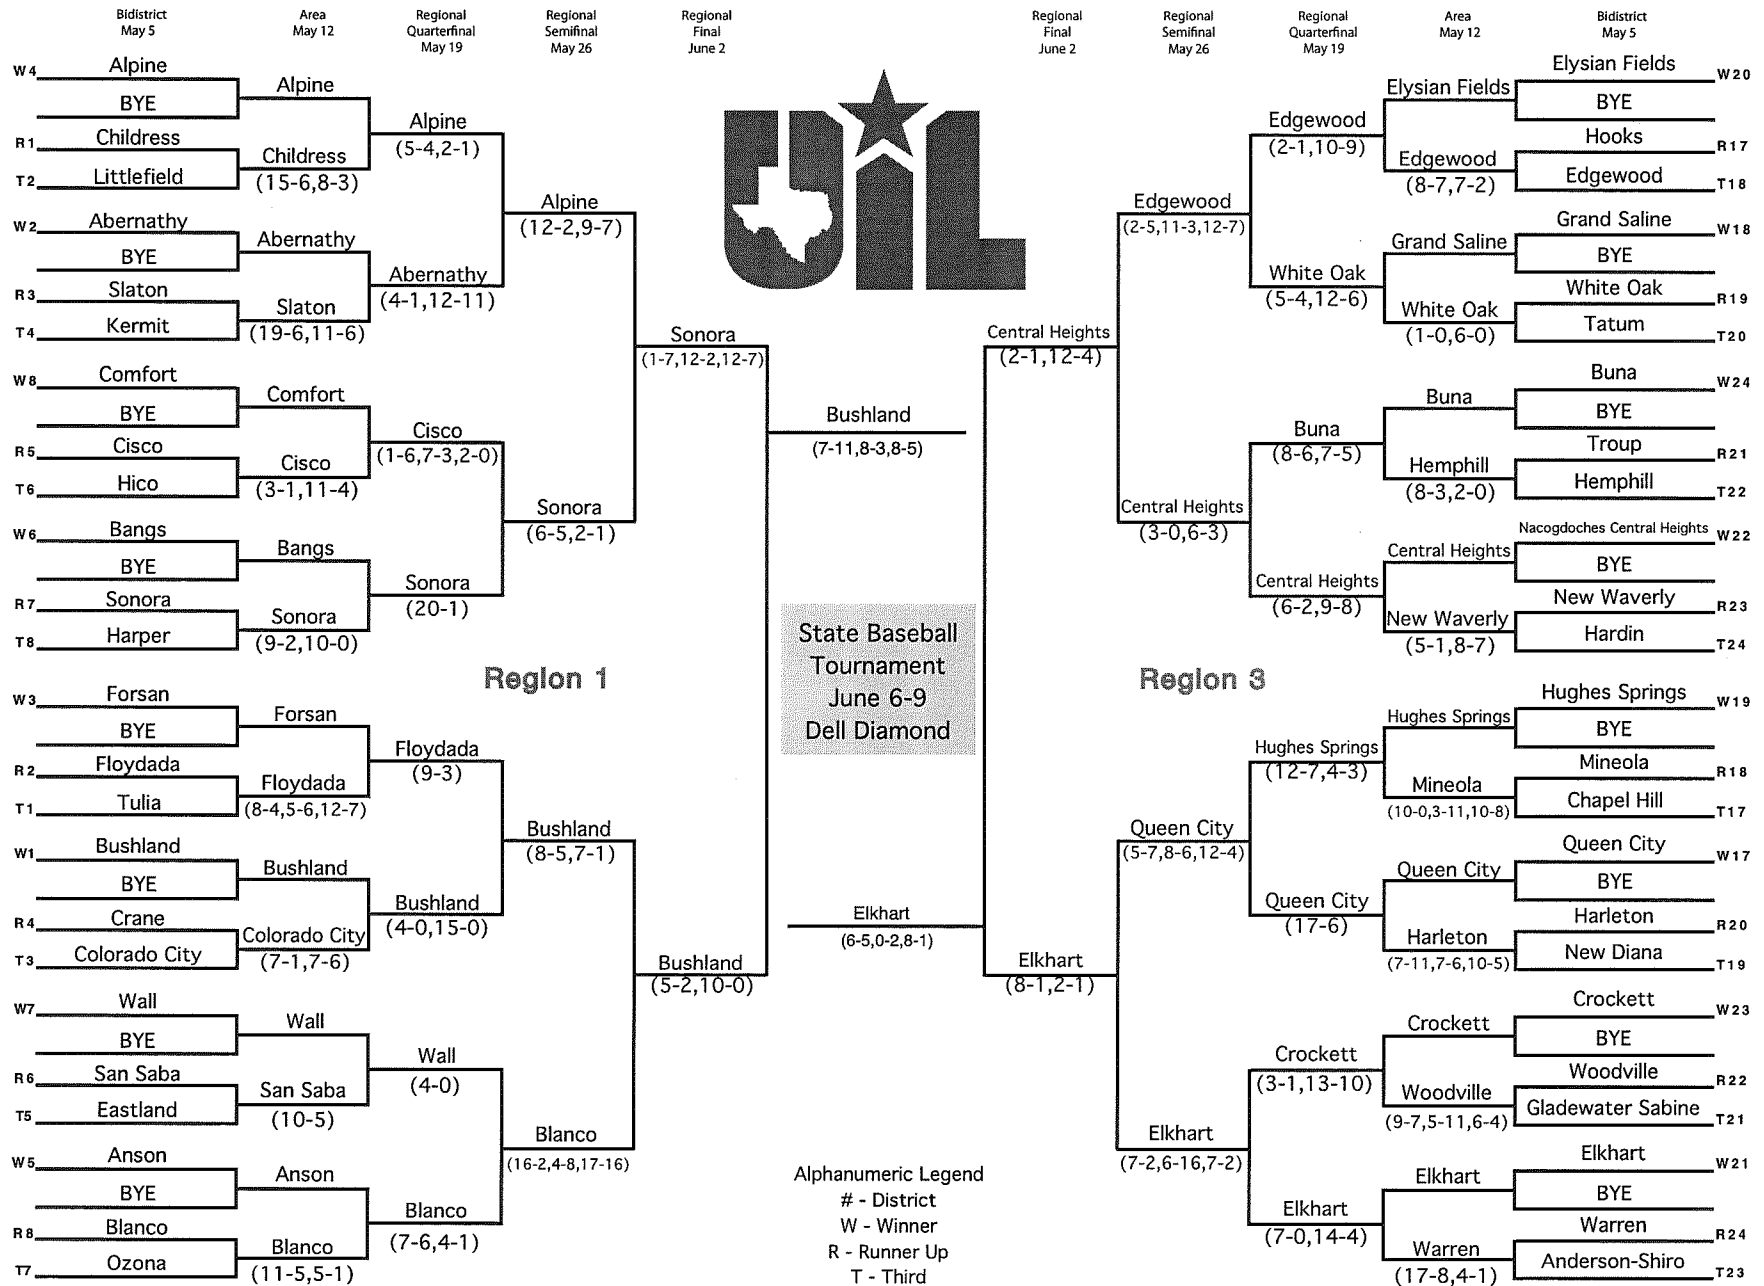 Bidistrict
May 5
Area
May 12
Regional
Quarterfinal
May 19
Regional
Semifinal
May 26
Regional
Final
June 2
Regional
Final
June 2
Regional
Semifinal
May 26
Regional
Quarterfinal
May 19
Area
May 12
Bidistrict
May 5
UIL
W4 Alpine
BYE
R1 Childress
T2 Littlefield
W2 Abernathy
BYE
R3 Slaton
T4 Kermit
W8 Comfort
BYE
R5 Cisco
T6 Hico
W6 Bangs
BYE
R7 Sonora
T8 Harper
W3 Forsan
BYE
R2 Floydada
T1 Tulia
W1 Bushland
BYE
R4 Crane
T3 Colorado City
W7 Wall
BYE
R6 San Saba
T5 Eastland
W5 Anson
BYE
R8 Blanco
T7 Ozona
Alpine
Childress
(15-6,8-3)
Abernathy
Slaton
(19-6,11-6)
Comfort
Cisco
(3-1,11-4)
Bangs
Sonora
(9-2,10-0)
Forsan
Floydada
(8-4,5-6,12-7)
Bushland
Colorado City
(7-1,7-6)
Wall
San Saba
(10-5)
Anson
Blanco
(11-5,5-1)
Alpine
(5-4,2-1)
Abernathy
(4-1,12-11)
Cisco
(1-6,7-3,2-0)
Sonora
(20-1)
Floydada
(9-3)
Bushland
(4-0,15-0)
Wall
(4-0)
Blanco
(7-6,4-1)
Alpine
(12-2,9-7)
Sonora
(6-5,2-1)
Region 1
Bushland
(8-5,7-1)
Blanco
(16-2,4-8,17-16)
Sonora
(1-7,12-2,12-7)
Bushland
(5-2,10-0)
Bushland
(7-11,8-3,8-5)
State Baseball
Tournament
June 6-9
Dell Diamond
Elkhart
(6-5,0-2,8-1)
Alphanumeric Legend
# - District
W - Winner
R - Runner Up
T - Third
Central Heights
(2-1,12-4)
Elkhart
(8-1,2-1)
Edgewood
(2-5,11-3,12-7)
Central Heights
(3-0,6-3)
Region 3
Queen City
(5-7,8-6,12-4)
Elkhart
(7-2,6-16,7-2)
Edgewood
(2-1,10-9)
White Oak
(5-4,12-6)
Buna
(8-6,7-5)
Central Heights
(6-2,9-8)
Hughes Springs
(12-7,4-3)
Queen City
(17-6)
Crockett
(3-1,13-10)
Elkhart
(7-0,14-4)
Elysian Fields
Edgewood
(8-7,7-2)
Grand Saline
White Oak
(1-0,6-0)
Buna
Hemphill
(8-3,2-0)
Central Heights
New Waverly
(5-1,8-7)
Hughes Springs
Mineola
(10-0,3-11,10-8)
Queen City
Harleton
(7-11,7-6,10-5)
Crockett
Woodville
(9-7,5-11,6-4)
Elkhart
Warren
(17-8,4-1)
Elysian Fields W20
BYE
Hooks R17
Edgewood T18
Grand Saline W18
BYE
White Oak R19
Tatum T20
Buna W24
BYE
Troup R21
Hemphill T22
Nacogdoches Central Heights W22
BYE
New Waverly R23
Hardin T24
Hughes Springs W19
BYE
Mineola R18
Chapel Hill T17
Queen City W17
BYE
Harleton R20
New Diana T19
Crockett W23
BYE
Woodville R22
Gladewater Sabine T21
Elkhart W21
BYE
Warren R24
Anderson-Shiro T23